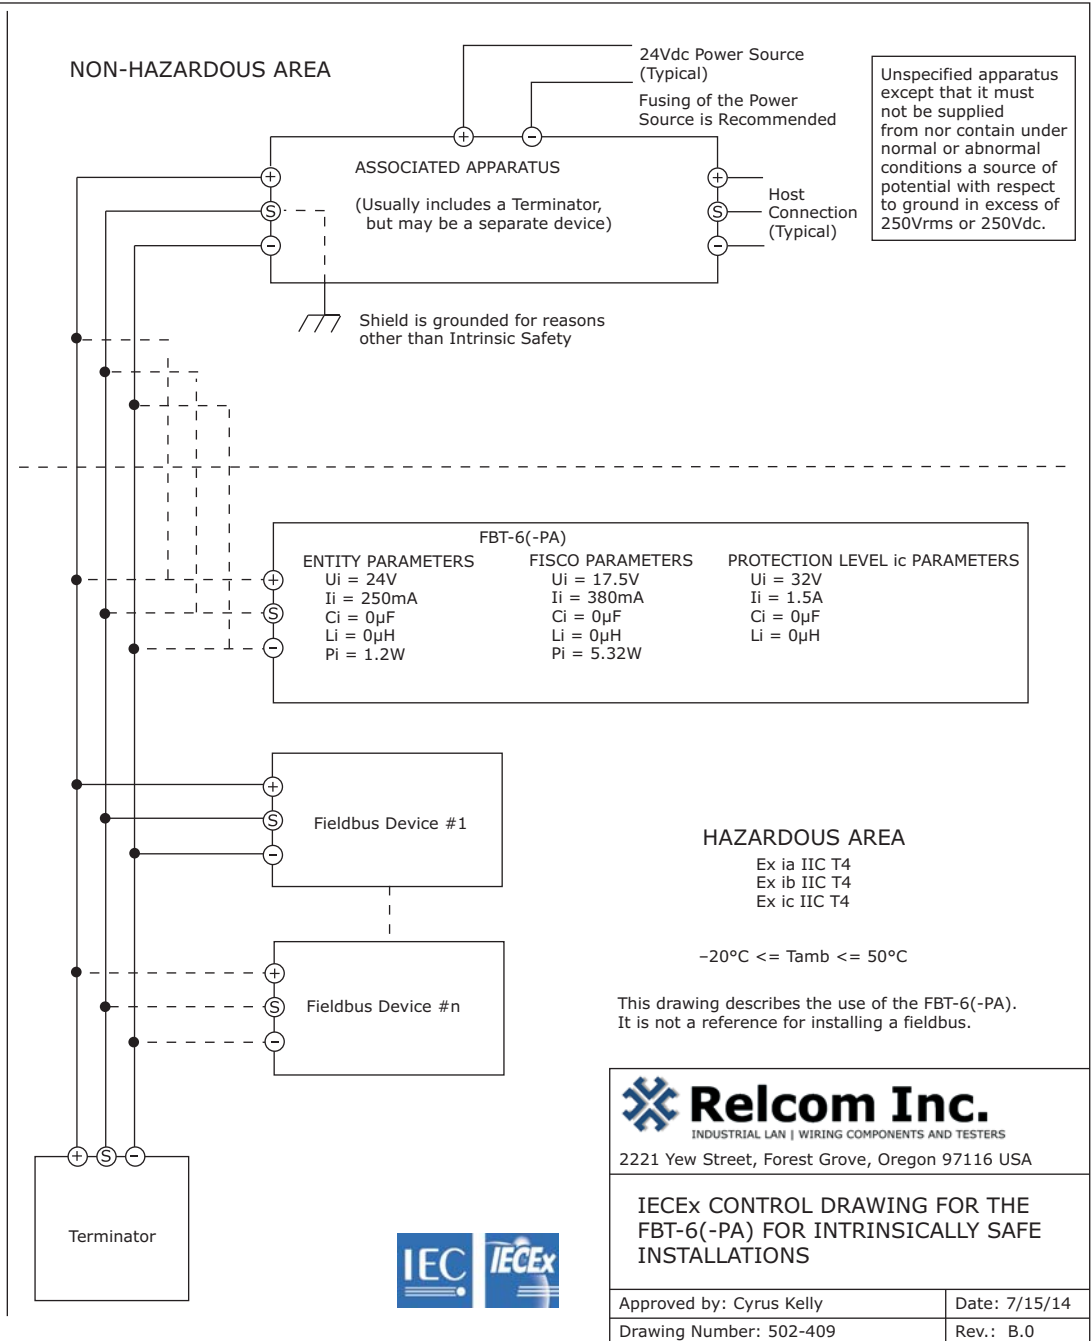 NON-HAZARDOUS AREA
24Vdc Power Source
(Typical)
Fusing of the Power
Source is Recommended
Unspecified apparatus
except that it must
not be supplied
from nor contain under
normal or abnormal
conditions a source of
potential with respect
to ground in excess of
250Vrms or 250Vdc.
+ −
ASSOCIATED APPARATUS
(Usually includes a Terminator,
but may be a separate device)
+
S
−
+
S
−
Host
Connection
(Typical)
Shield is grounded for reasons
other than Intrinsic Safety
FBT-6(-PA)
+
S
−
ENTITY PARAMETERS
Ui = 24V
Ii = 250mA
Ci = 0µF
Li = 0µH
Pi = 1.2W
FISCO PARAMETERS
Ui = 17.5V
Ii = 380mA
Ci = 0µF
Li = 0µH
Pi = 5.32W
PROTECTION LEVEL ic PARAMETERS
Ui = 32V
Ii = 1.5A
Ci = 0µF
Li = 0µH
+
S
−
Fieldbus Device #1
HAZARDOUS AREA
Ex ia IIC T4
Ex ib IIC T4
Ex ic IIC T4
–20°C <= Tamb <= 50°C
+
S
−
Fieldbus Device #n
This drawing describes the use of the FBT-6(-PA).
It is not a reference for installing a fieldbus.
+ S −
Terminator
IEC
IECEx
Relcom Inc.
INDUSTRIAL LAN | WIRING COMPONENTS AND TESTERS
2221 Yew Street, Forest Grove, Oregon 97116 USA
IECEx CONTROL DRAWING FOR THE
FBT-6(-PA) FOR INTRINSICALLY SAFE
INSTALLATIONS
Approved by: Cyrus Kelly
Date: 7/15/14
Drawing Number: 502-409
Rev.: B.0